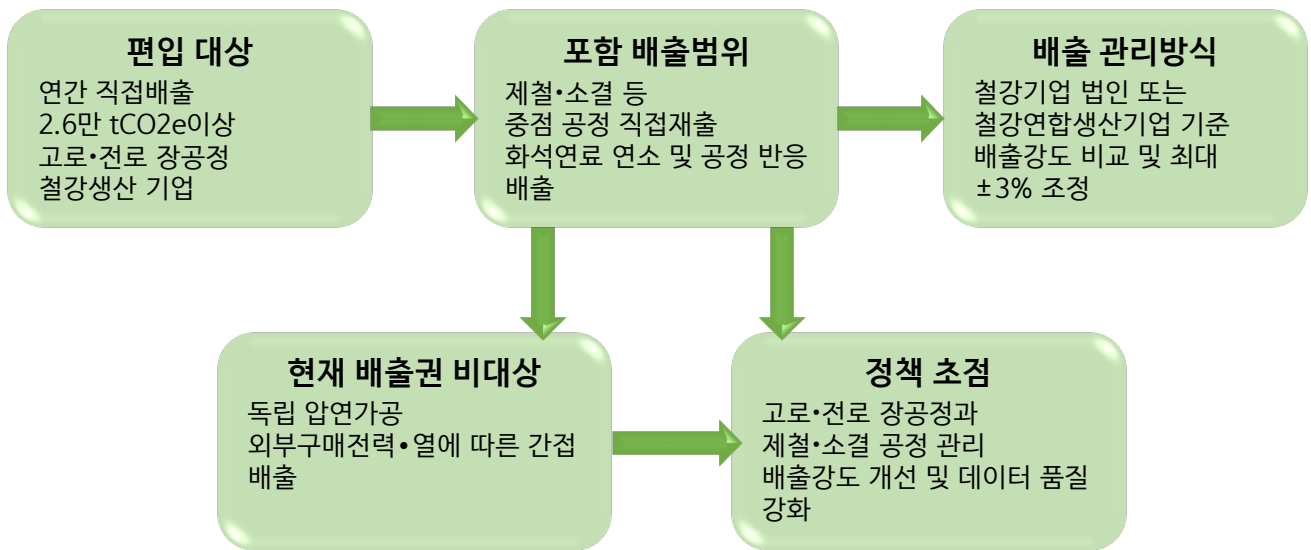 편입 대상
연간 직접배출
2.6만 tCO2e이상
고로•전로 장공정
철강생산 기업
포함 배출범위
제철•소결 등
중점 공정 직접재출
화석연료 연소 및 공정 반응
배출
배출 관리방식
철강기업 법인 또는
철강연합생산기업 기준
배출강도 비교 및 최대
±3% 조정
현재 배출권 비대상
독립 압연가공
외부구매전력•열에 따른 간접
배출
정책 초점
고로•전로 장공정과
제철•소결 공정 관리
배출강도 개선 및 데이터 품질
강화